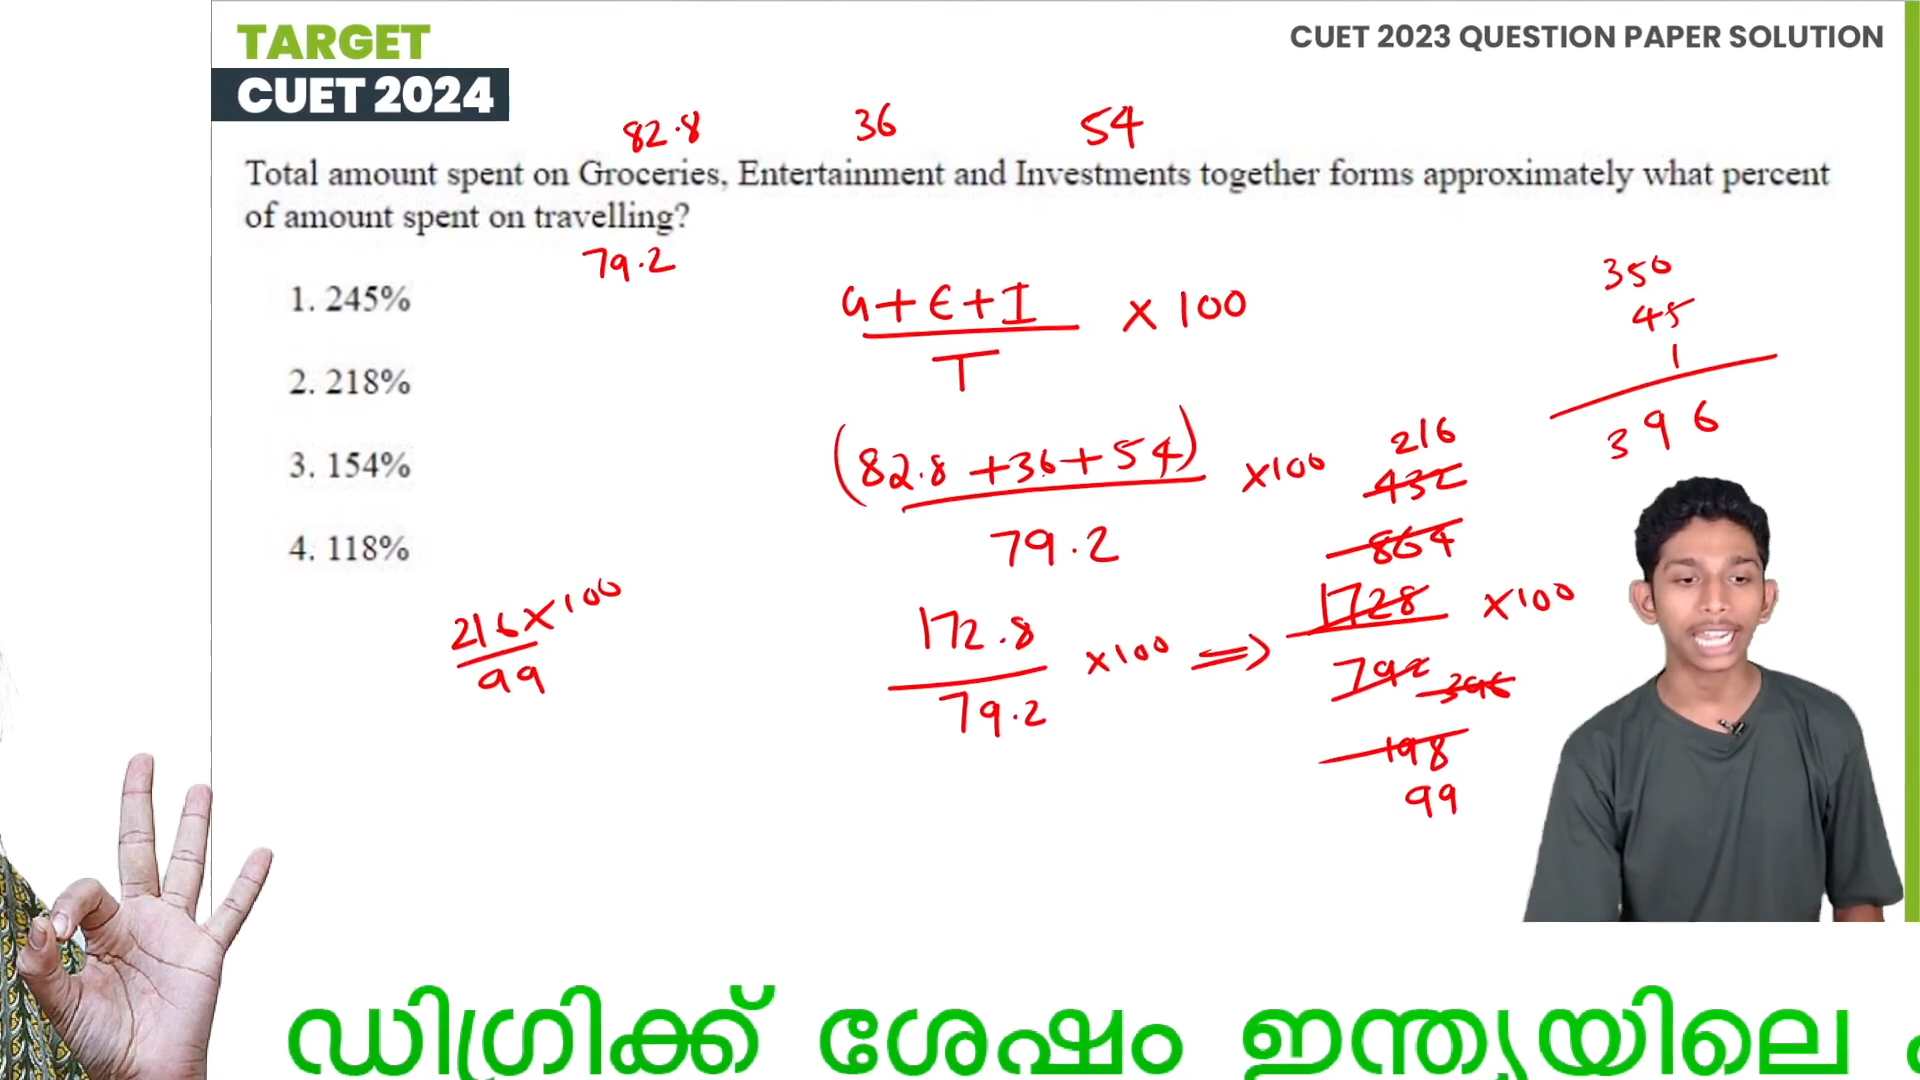 TARGET
CUET 2024
CUET 2023 QUESTION PAPER SOLUTION
82.8 36 54
Total amount spent on Groceries, Entertainment and Investments together forms approximately what percent
of amount spent on travelling?
79.2
1. 245%
2. 218%
3. 154%
4. 118%
G+E+I × 100
T
(82.8 +36+54) ×100
79.2
172.8 ×100 ⇒
79.2
216
432
864
1728 ×100
792 396
198
99
350
45
1
396
216×100
99
ഡിഗ്രിക്ക് ശേഷം ഇന്ത്യയിലെ